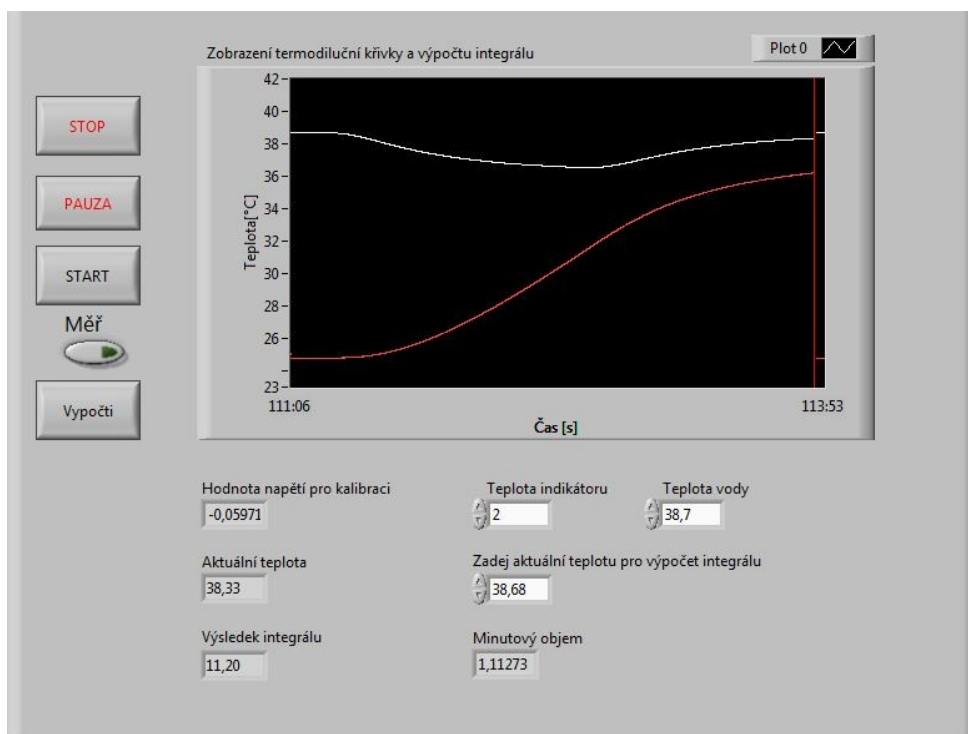 Zobrazení termodiluční křivky a výpočtu integrálu
Plot 0
STOP
PAUZA
START
Měř
Vypočti
Teplota[°C]
42
40
38
36
34
32
30
28
26
23
111:06
113:53
Čas [s]
Hodnota napětí pro kalibraci
-0,05971
Teplota indikátoru
2
Teplota vody
38,7
Aktuální teplota
38,33
Zadej aktuální teplotu pro výpočet integrálu
38,68
Výsledek integrálu
11,20
Minutový objem
1,11273